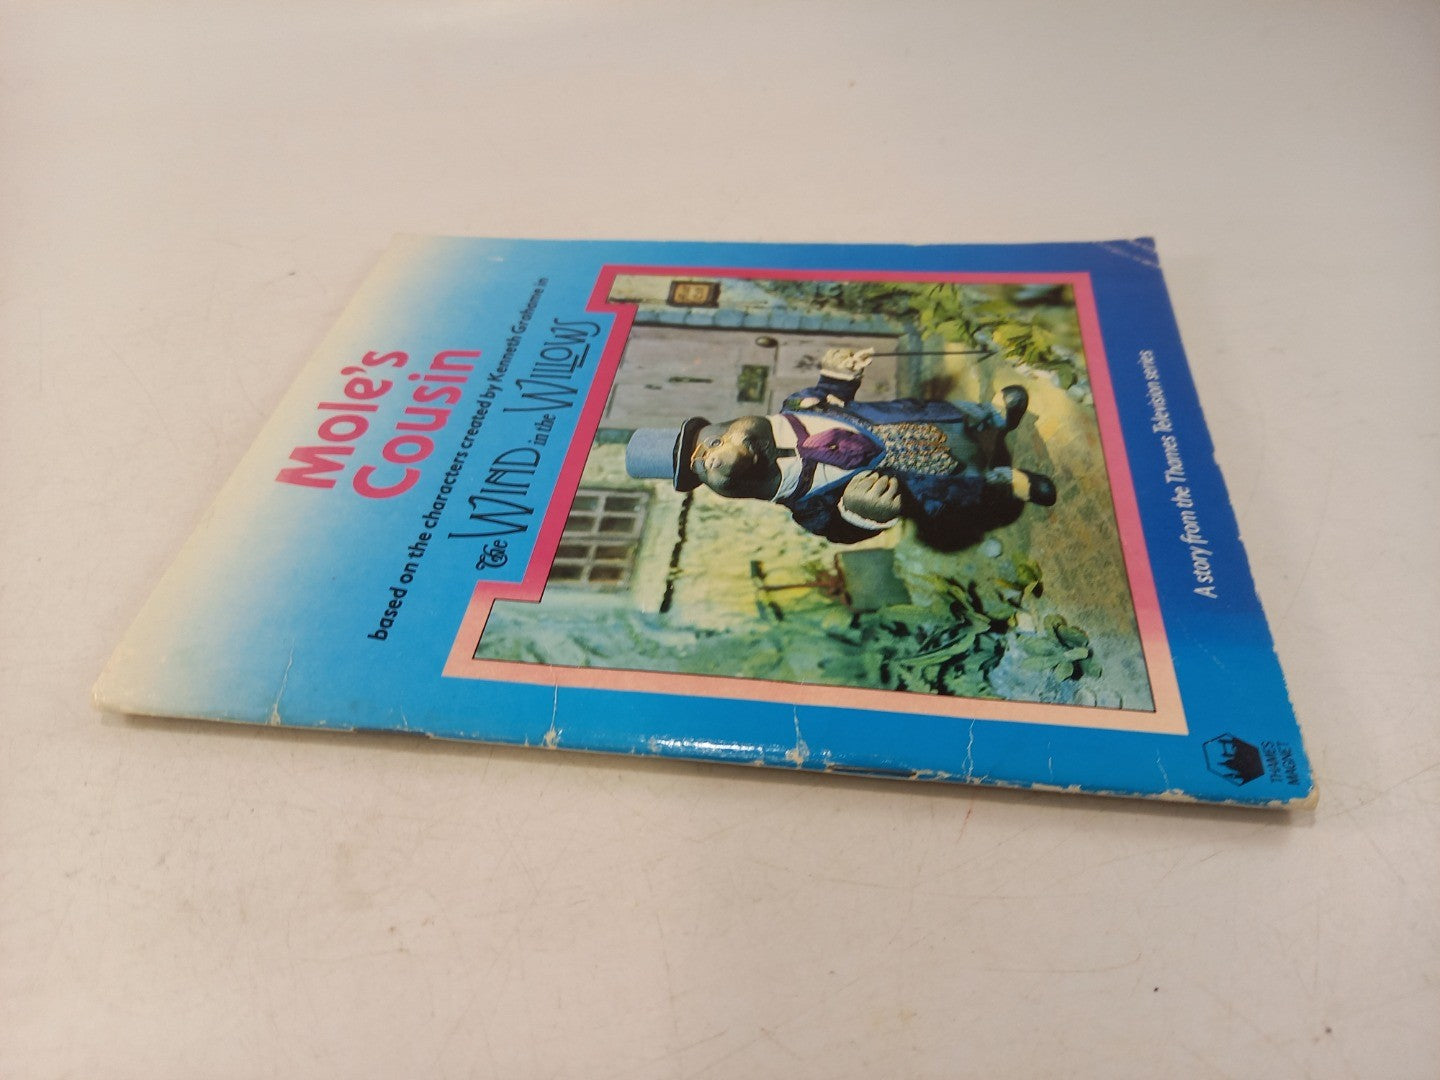 Mole's
Cousin
based on the characters created by Kenneth Grahame in
The WIND in the WILLOWS
A story from the Thames Television series
THAMES
MAGNET